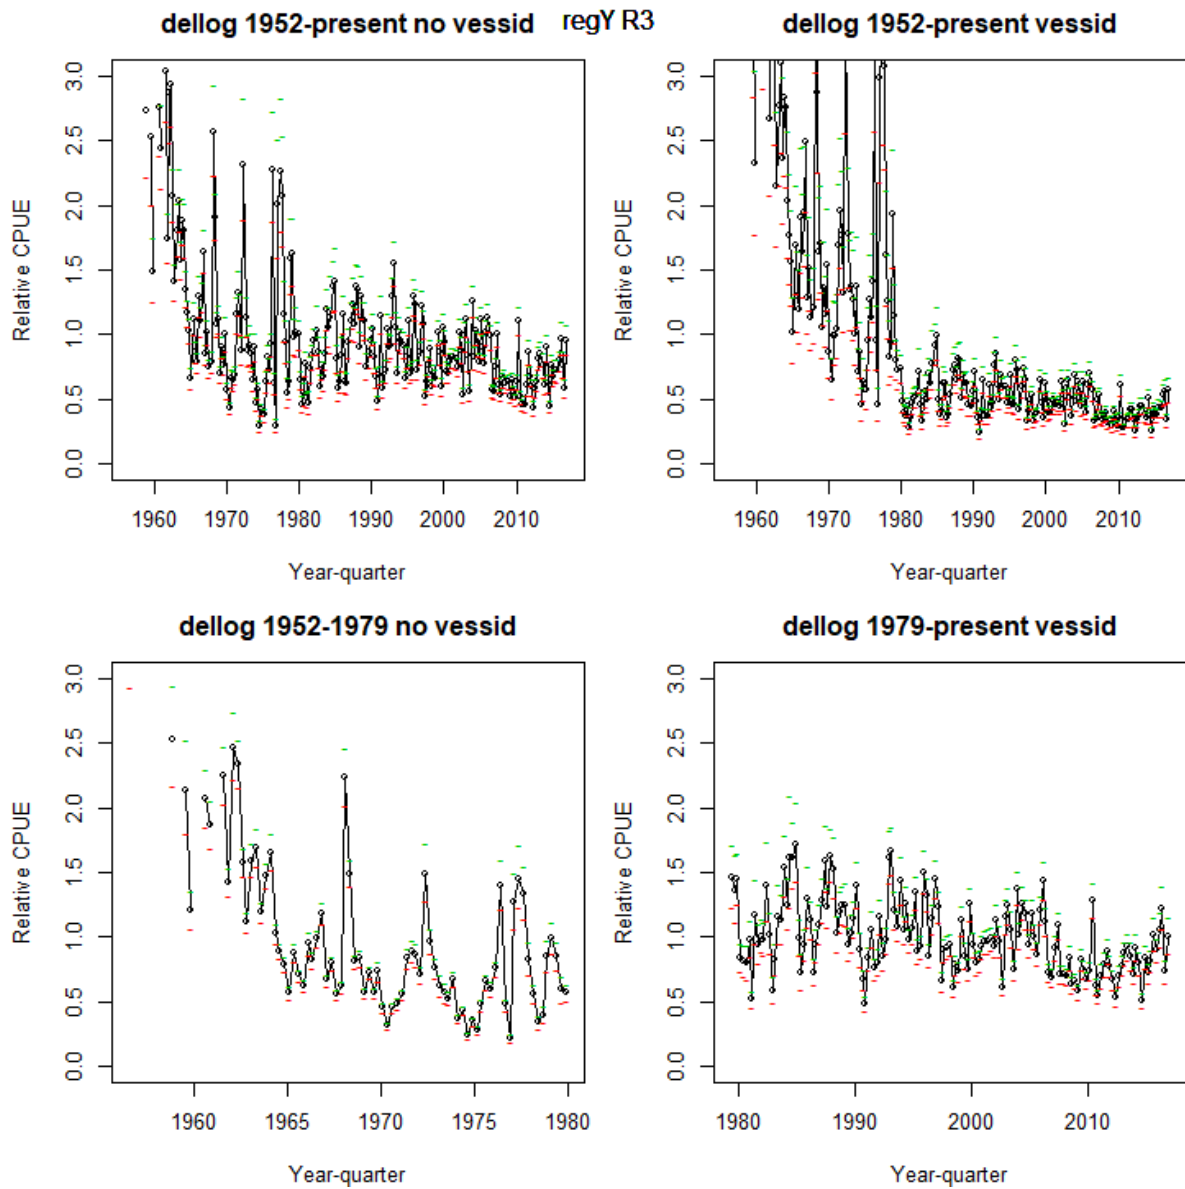 dellog 1952-present no vessid
regY R3
dellog 1952-present vessid
Relative CPUE
3.0
2.5
2.0
1.5
1.0
0.5
0.0
1960 1970 1980 1990 2000 2010
Year-quarter
Relative CPUE
3.0
2.5
2.0
1.5
1.0
0.5
0.0
1960 1970 1980 1990 2000 2010
Year-quarter
dellog 1952-1979 no vessid
Relative CPUE
3.0
2.5
2.0
1.5
1.0
0.5
0.0
1960 1965 1970 1975 1980
Year-quarter
dellog 1979-present vessid
Relative CPUE
3.0
2.5
2.0
1.5
1.0
0.5
0.0
1980 1990 2000 2010
Year-quarter